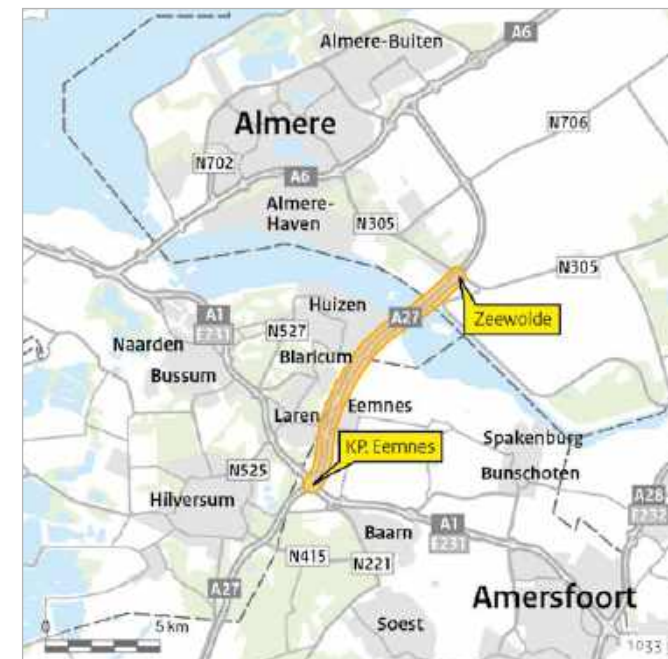 Almere-Buiten
A6
Almere
N706
N702
A6
Almere-
Haven
N305
N305
Huizen
A1
E231
A27
Zeewolde
N527
Naarden
Blaricum
Bussum
Laren
Eemnes
KP. Eemnes
Spakenburg
N525
Bunschoten
Hilversum
A28
E232
A1
E231
Baarn
N415
N221
A27
Amersfoort
Soest
0
5 km
1033